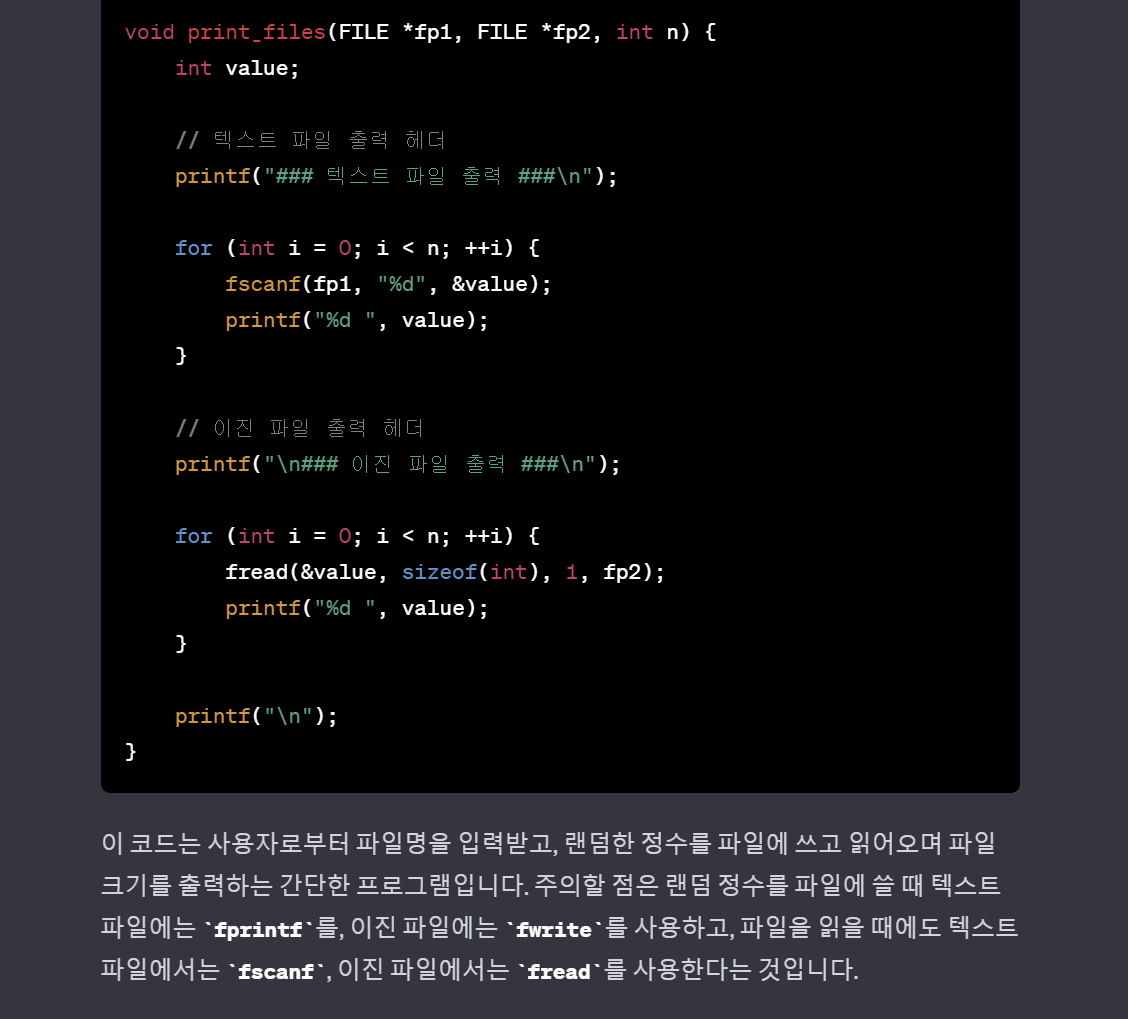 void print_files(FILE *fp1, FILE *fp2, int n) {
    int value;
    // 텍스트 파일 출력 헤더
    printf("### 텍스트 파일 출력 ###\n");
    for (int i = 0; i < n; ++i) {
        fscanf(fp1, "%d", &value);
        printf("%d ", value);
    }
    // 이진 파일 출력 헤더
    printf("\n### 이진 파일 출력 ###\n");
    for (int i = 0; i < n; ++i) {
        fread(&value, sizeof(int), 1, fp2);
        printf("%d ", value);
    }
    printf("\n");
}
이 코드는 사용자로부터 파일명을 입력받고, 랜덤한 정수를 파일에 쓰고 읽어오며 파일
크기를 출력하는 간단한 프로그램입니다. 주의할 점은 랜덤 정수를 파일에 쓸 때 텍스트
파일에는 `fprintf`를, 이진 파일에는 `fwrite`를 사용하고, 파일을 읽을 때에도 텍스트
파일에서는 `fscanf`, 이진 파일에서는 `fread`를 사용한다는 것입니다.